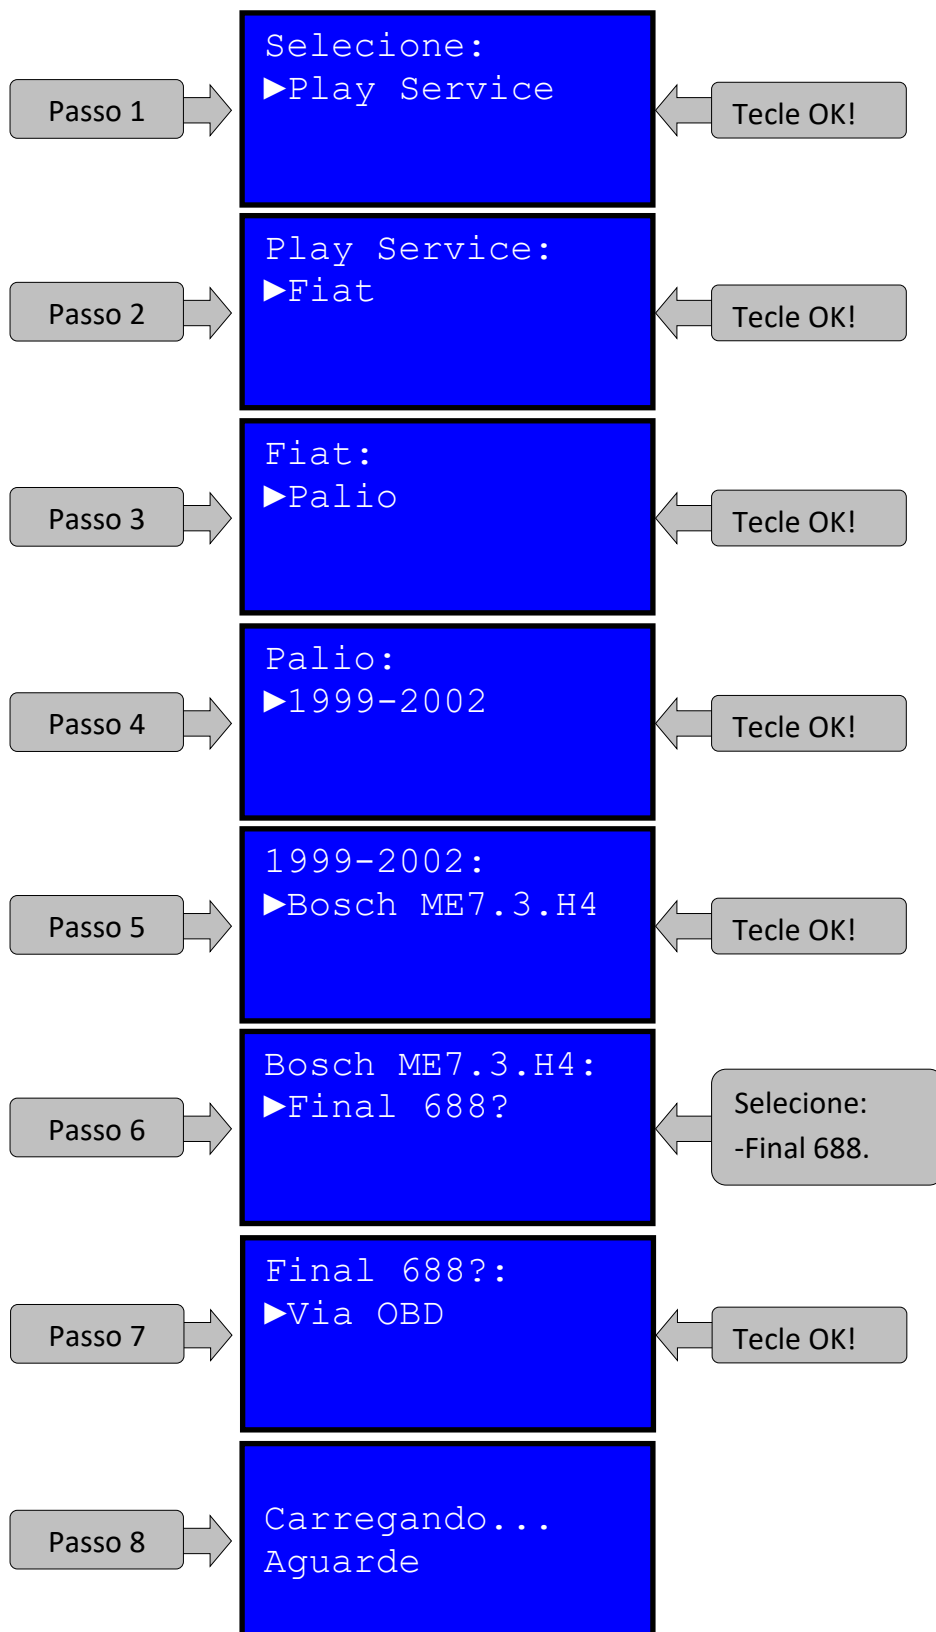 Passo 1
Selecione:
►Play Service
Tecle OK!
Passo 2
Play Service:
►Fiat
Tecle OK!
Passo 3
Fiat:
►Palio
Tecle OK!
Passo 4
Palio:
►1999-2002
Tecle OK!
Passo 5
1999-2002:
►Bosch ME7.3.H4
Tecle OK!
Passo 6
Bosch ME7.3.H4:
►Final 688?
Selecione:
-Final 688.
Passo 7
Final 688?:
►Via OBD
Tecle OK!
Passo 8
Carregando...
Aguarde